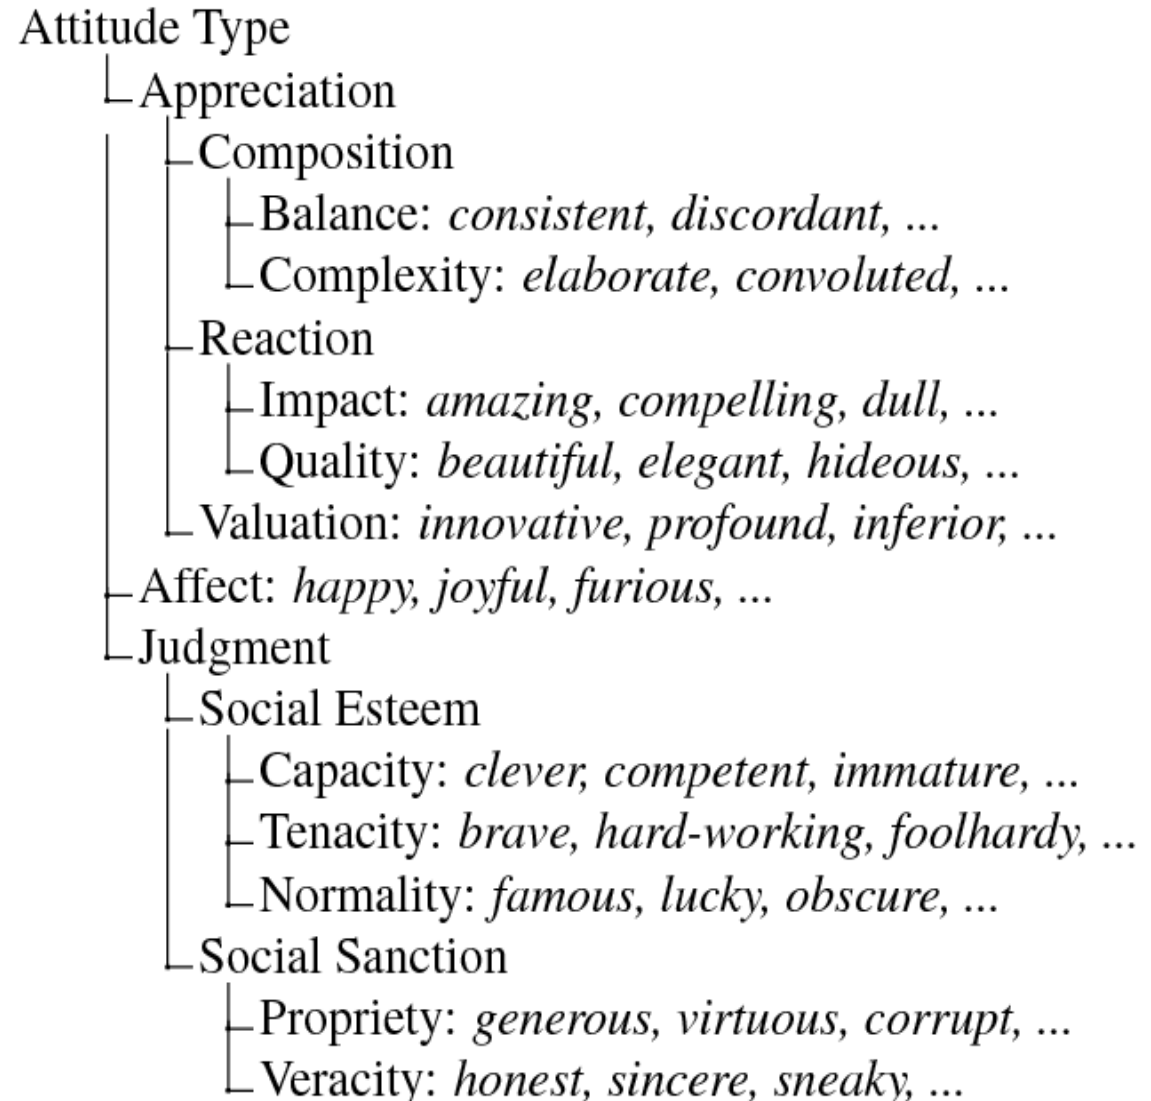 Attitude Type
Appreciation
Composition
Balance: consistent, discordant, ...
Complexity: elaborate, convoluted, ...
Reaction
Impact: amazing, compelling, dull, ...
Quality: beautiful, elegant, hideous, ...
Valuation: innovative, profound, inferior, ...
Affect: happy, joyful, furious, ...
Judgment
Social Esteem
Capacity: clever, competent, immature, ...
Tenacity: brave, hard-working, foolhardy, ...
Normality: famous, lucky, obscure, ...
Social Sanction
Propriety: generous, virtuous, corrupt, ...
Veracity: honest, sincere, sneaky, ...